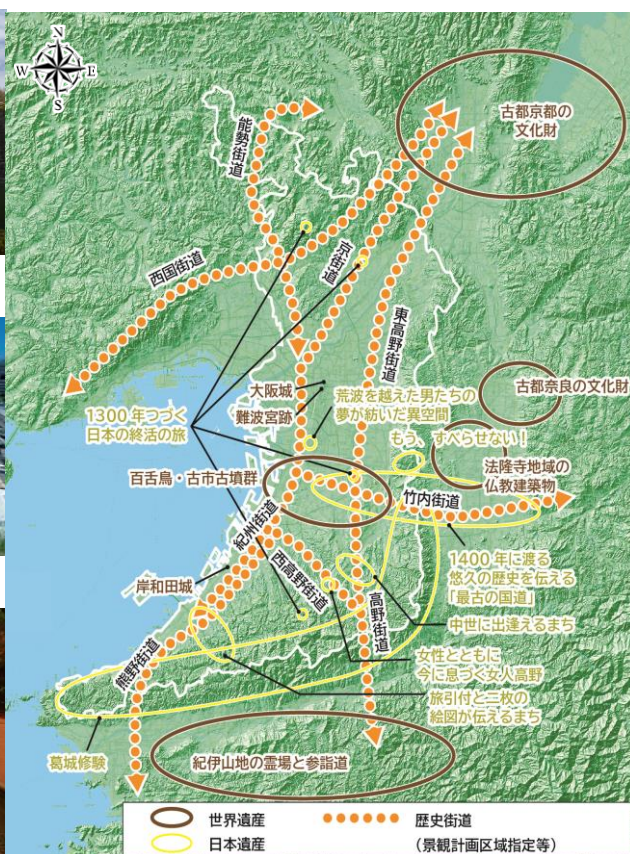 N
W
E
S
古都京都の
文化財
能勢街道
西国街道
京街道
東高野街道
大阪城
難波宮跡
荒波を越えた男たちの
夢が紡いだ異空間
古都奈良の文化財
1300年つづく
日本の終活の旅
もう、すべらせない!
百舌鳥・古市古墳群
法隆寺地域の
仏教建築物
竹内街道
紀州街道
西高野街道
1400年に渡る
悠久の歴史を伝える
「最古の国道」
岸和田城
高野街道
中世に出逢えるまち
熊野街道
女性とともに
今に息づく女人高野
旅引付と二枚の
絵図が伝えるまち
葛城修験
紀伊山地の霊場と参詣道
世界遺産
歴史街道
日本遺産
(景観計画区域指定等)